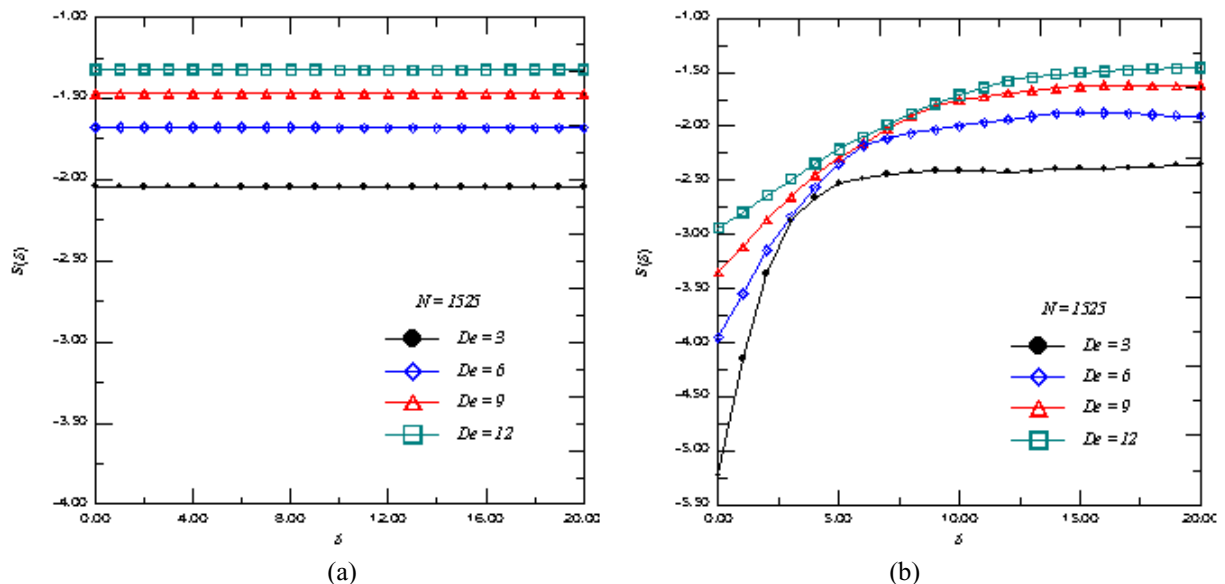 -1.00
-1.50
-2.00
-2.50
-3.00
-3.50
-4.00
S(δ)
N = 1525
De = 3
De = 6
De = 9
De = 12
0.00 4.00 8.00 12.00 16.00 20.00
δ
(a)
-1.00
-1.50
-2.00
-2.50
-3.00
-3.50
-4.00
-4.50
-5.00
-5.50
S(δ)
N = 1525
De = 3
De = 6
De = 9
De = 12
0.00 5.00 10.00 15.00 20.00
δ
(b)